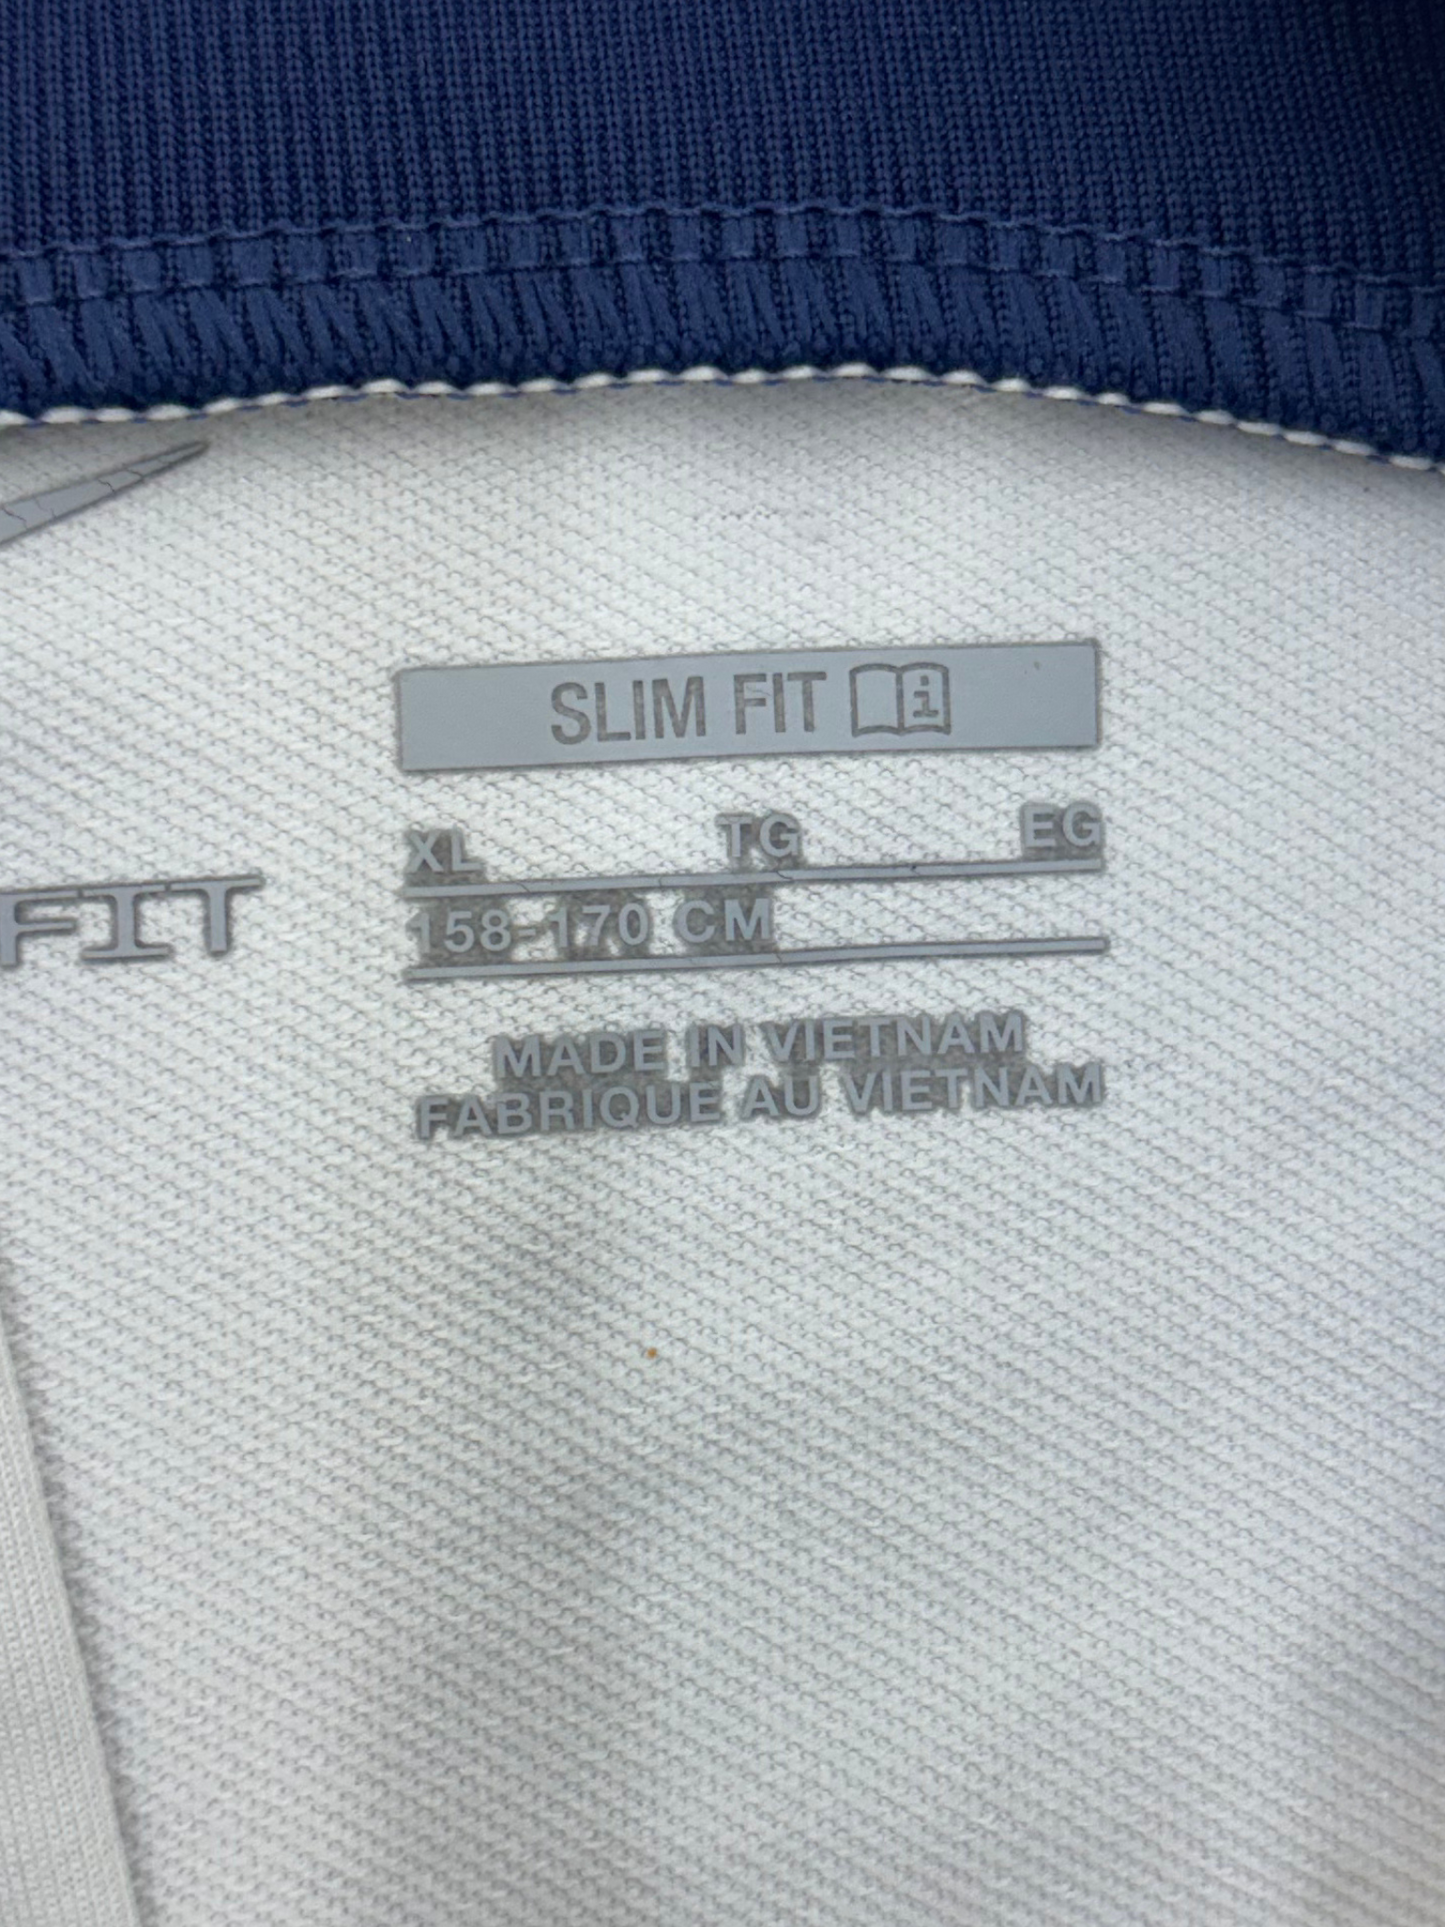 SLIM FIT
XL TG EG
158-170 CM
FIT
MADE IN VIETNAM
FABRIQUE AU VIETNAM